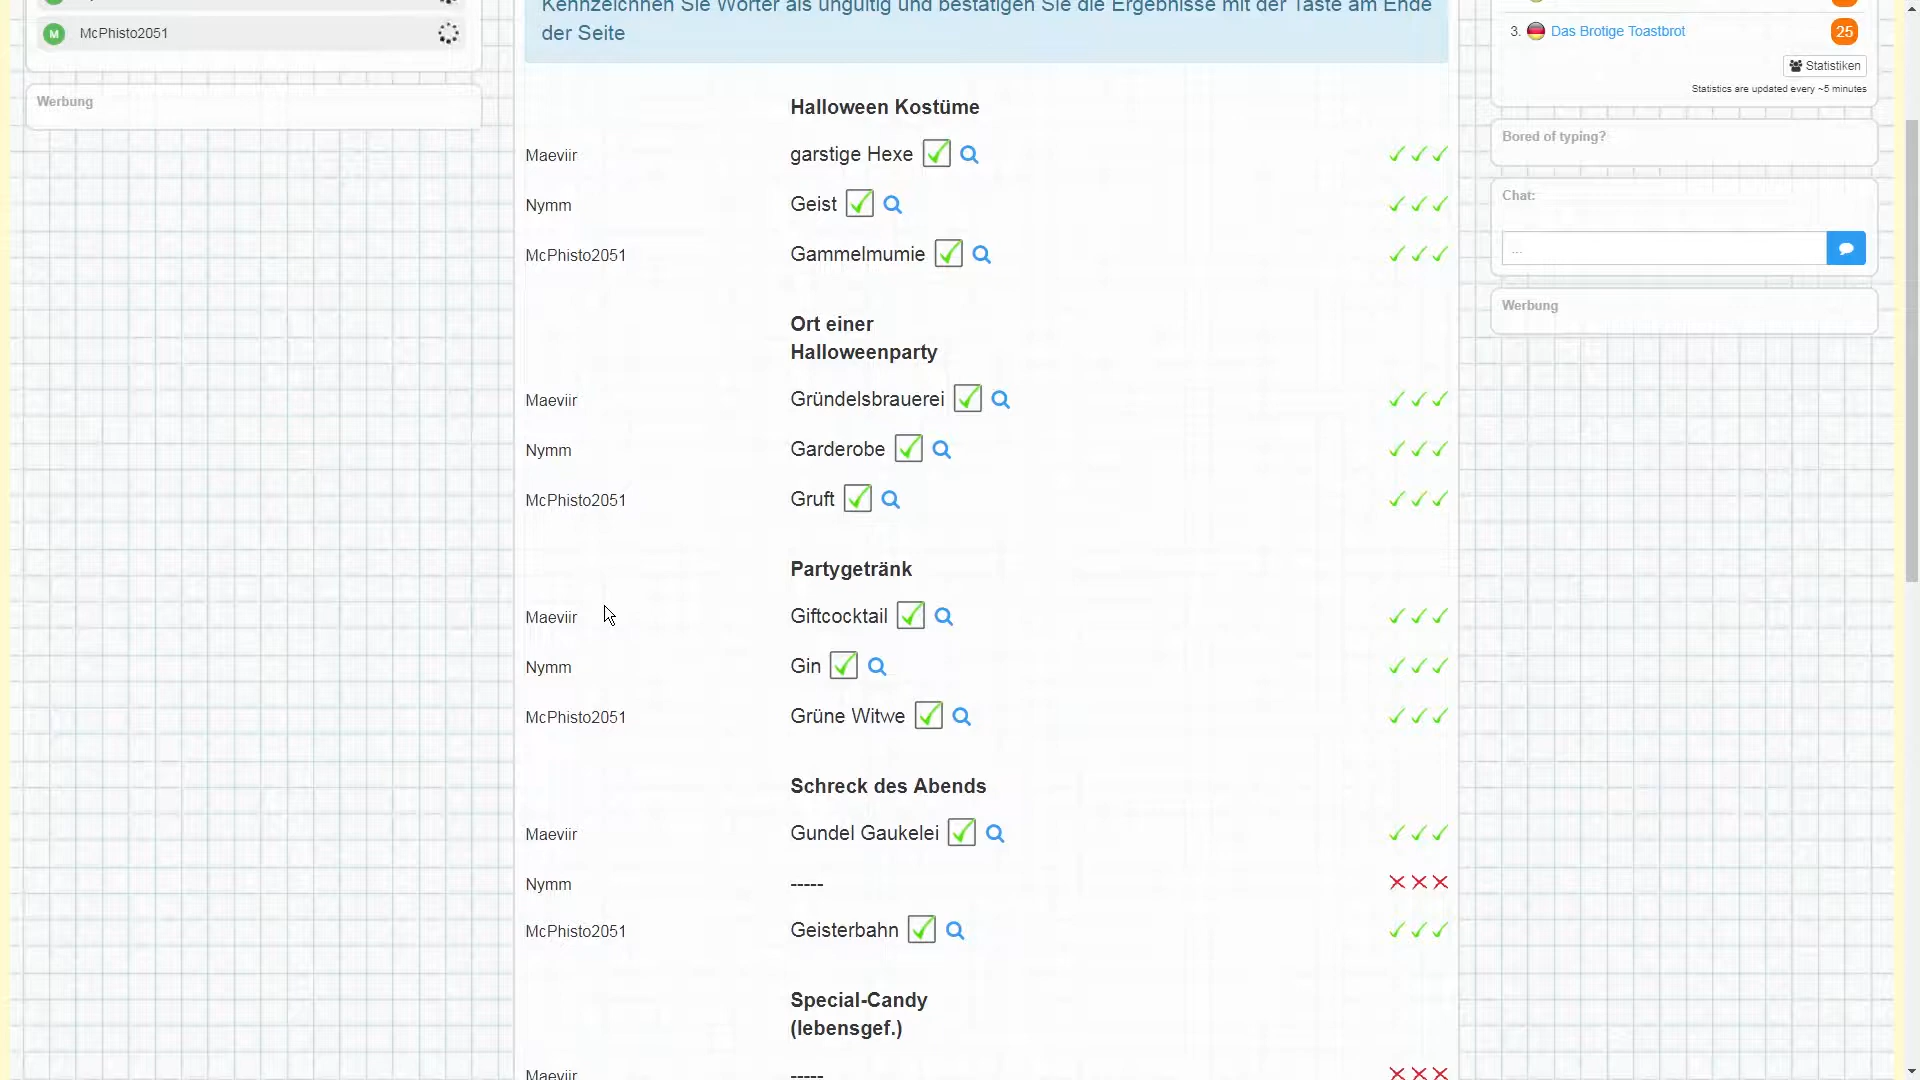 McPhisto2051
Werbung
Kennzeichnen Sie Wörter als ungültig und bestätigen Sie die Ergebnisse mit der Taste am Ende
der Seite
Halloween Kostüme
Maeviir garstige Hexe
Nymm Geist
McPhisto2051 Gammelmumie
Ort einer
Halloweenparty
Maeviir Gründelsbrauerei
Nymm Garderobe
McPhisto2051 Gruft
Partygetränk
Maeviir Giftcocktail
Nymm Gin
McPhisto2051 Grüne Witwe
Schreck des Abends
Maeviir Gundel Gaukelei
Nymm -----
McPhisto2051 Geisterbahn
Special-Candy
(lebensgef.)
Maeviir -----
3. Das Brotige Toastbrot 25
Statistiken
Statistics are updated every ~5 minutes
Bored of typing?
Chat:
...
Werbung